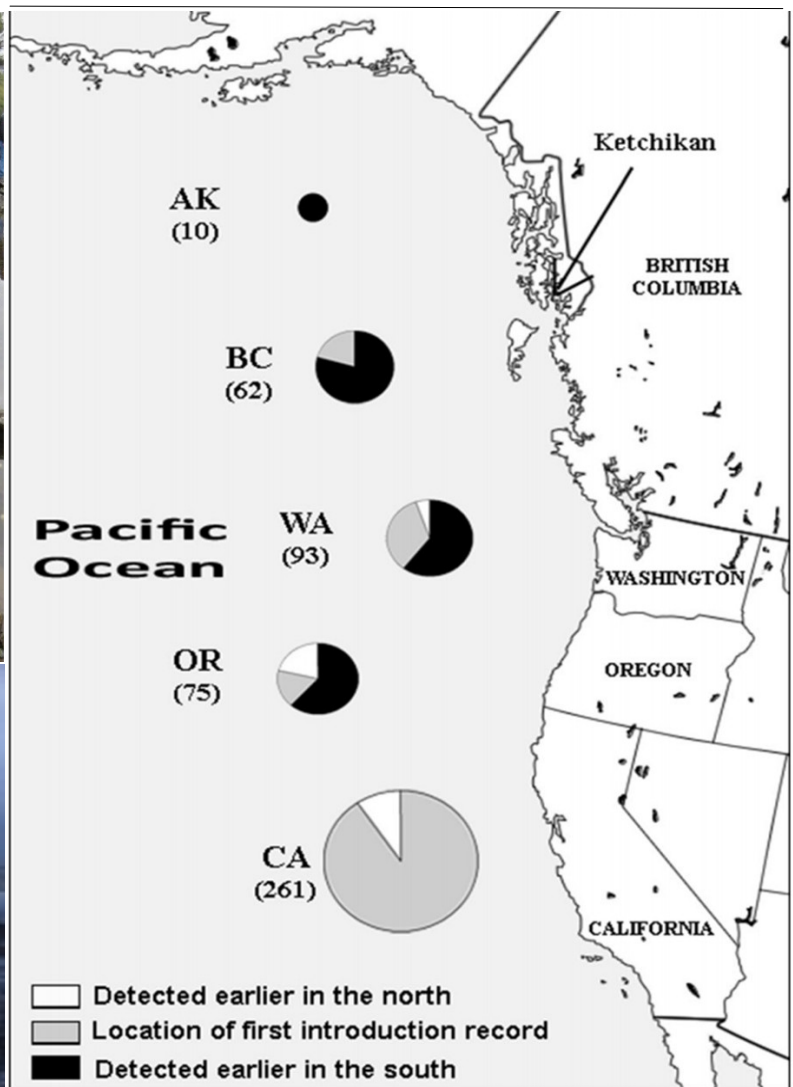 Ketchikan
AK
(10)
BRITISH
COLUMBIA
BC
(62)
Pacific
Ocean
WA
(93)
WASHINGTON
OR
(75)
OREGON
CA
(261)
CALIFORNIA
Detected earlier in the north
Location of first introduction record
Detected earlier in the south